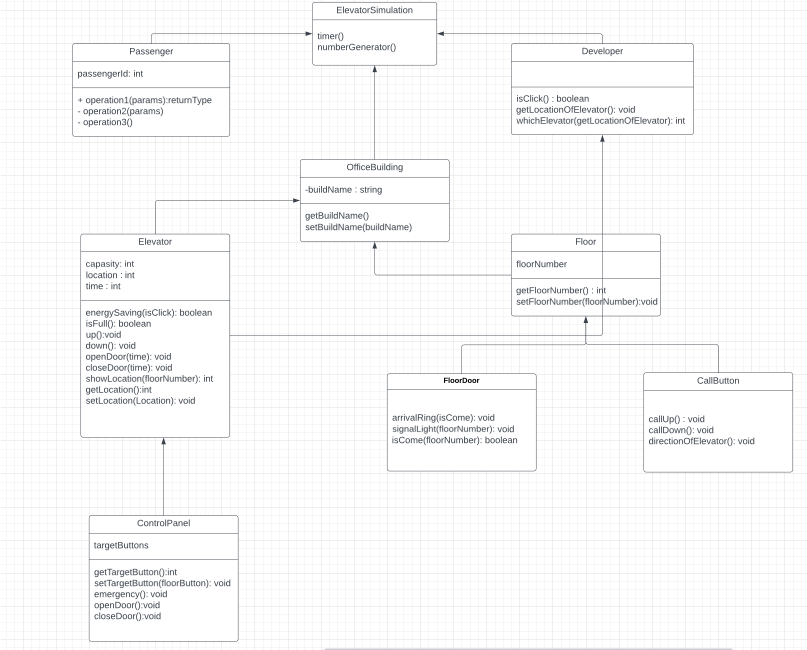 ElevatorSimulation
timer()
numberGenerator()
Passenger
passengerId: int
+ operation1(params):returnType
- operation2(params)
- operation3()
Developer
isClick() : boolean
getLocationOfElevator(): void
whichElevator(getLocationOfElevator): int
OfficeBuilding
-buildName : string
getBuildName()
setBuildName(buildName)
Elevator
capasity: int
location : int
time : int
energySaving(isClick): boolean
isFull(): boolean
up():void
down(): void
openDoor(time): void
closeDoor(time): void
showLocation(floorNumber): int
getLocation():int
setLocation(Location): void
Floor
floorNumber
getFloorNumber() : int
setFloorNumber(floorNumber):void
FloorDoor
arrivalRing(isCome): void
signalLight(floorNumber): void
isCome(floorNumber): boolean
CallButton
callUp() : void
callDown(): void
directionOfElevator(): void
ControlPanel
targetButtons
getTargetButton():int
setTargetButton(floorButton): void
emergency(): void
openDoor():void
closeDoor():void